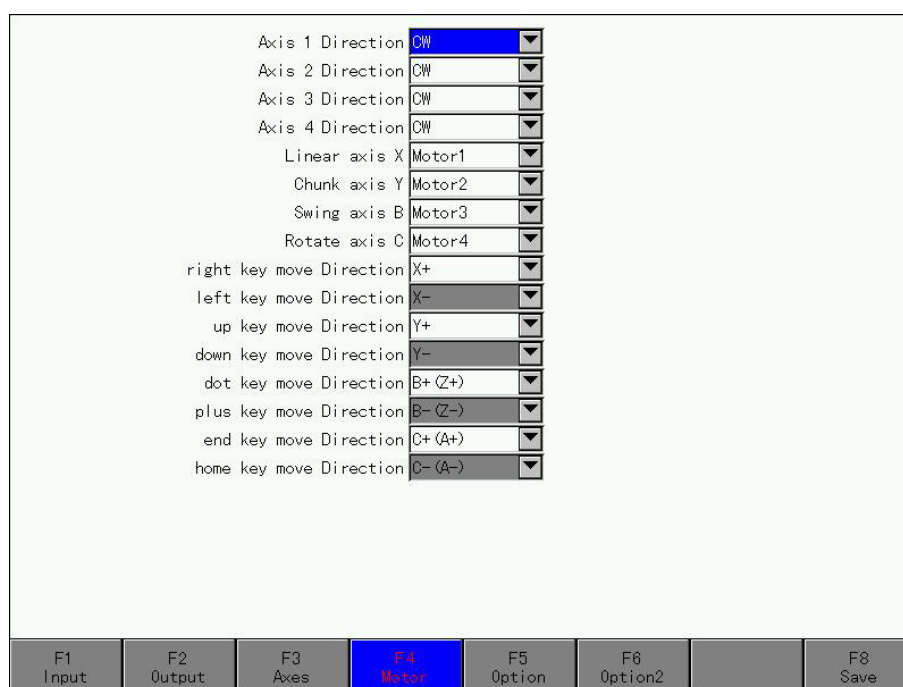 Axis 1 Direction CW
Axis 2 Direction CW
Axis 3 Direction CW
Axis 4 Direction CW
Linear axis X Motor1
Chunk axis Y Motor2
Swing axis B Motor3
Rotate axis C Motor4
right key move Direction X+
left key move Direction X-
up key move Direction Y+
down key move Direction Y-
dot key move Direction B+(Z+)
plus key move Direction B-(Z-)
end key move Direction C+(A+)
home key move Direction C-(A-)
F1 F2 F3 F4 F5 F6 F8
Input Output Axes Motor Option Option2 Save